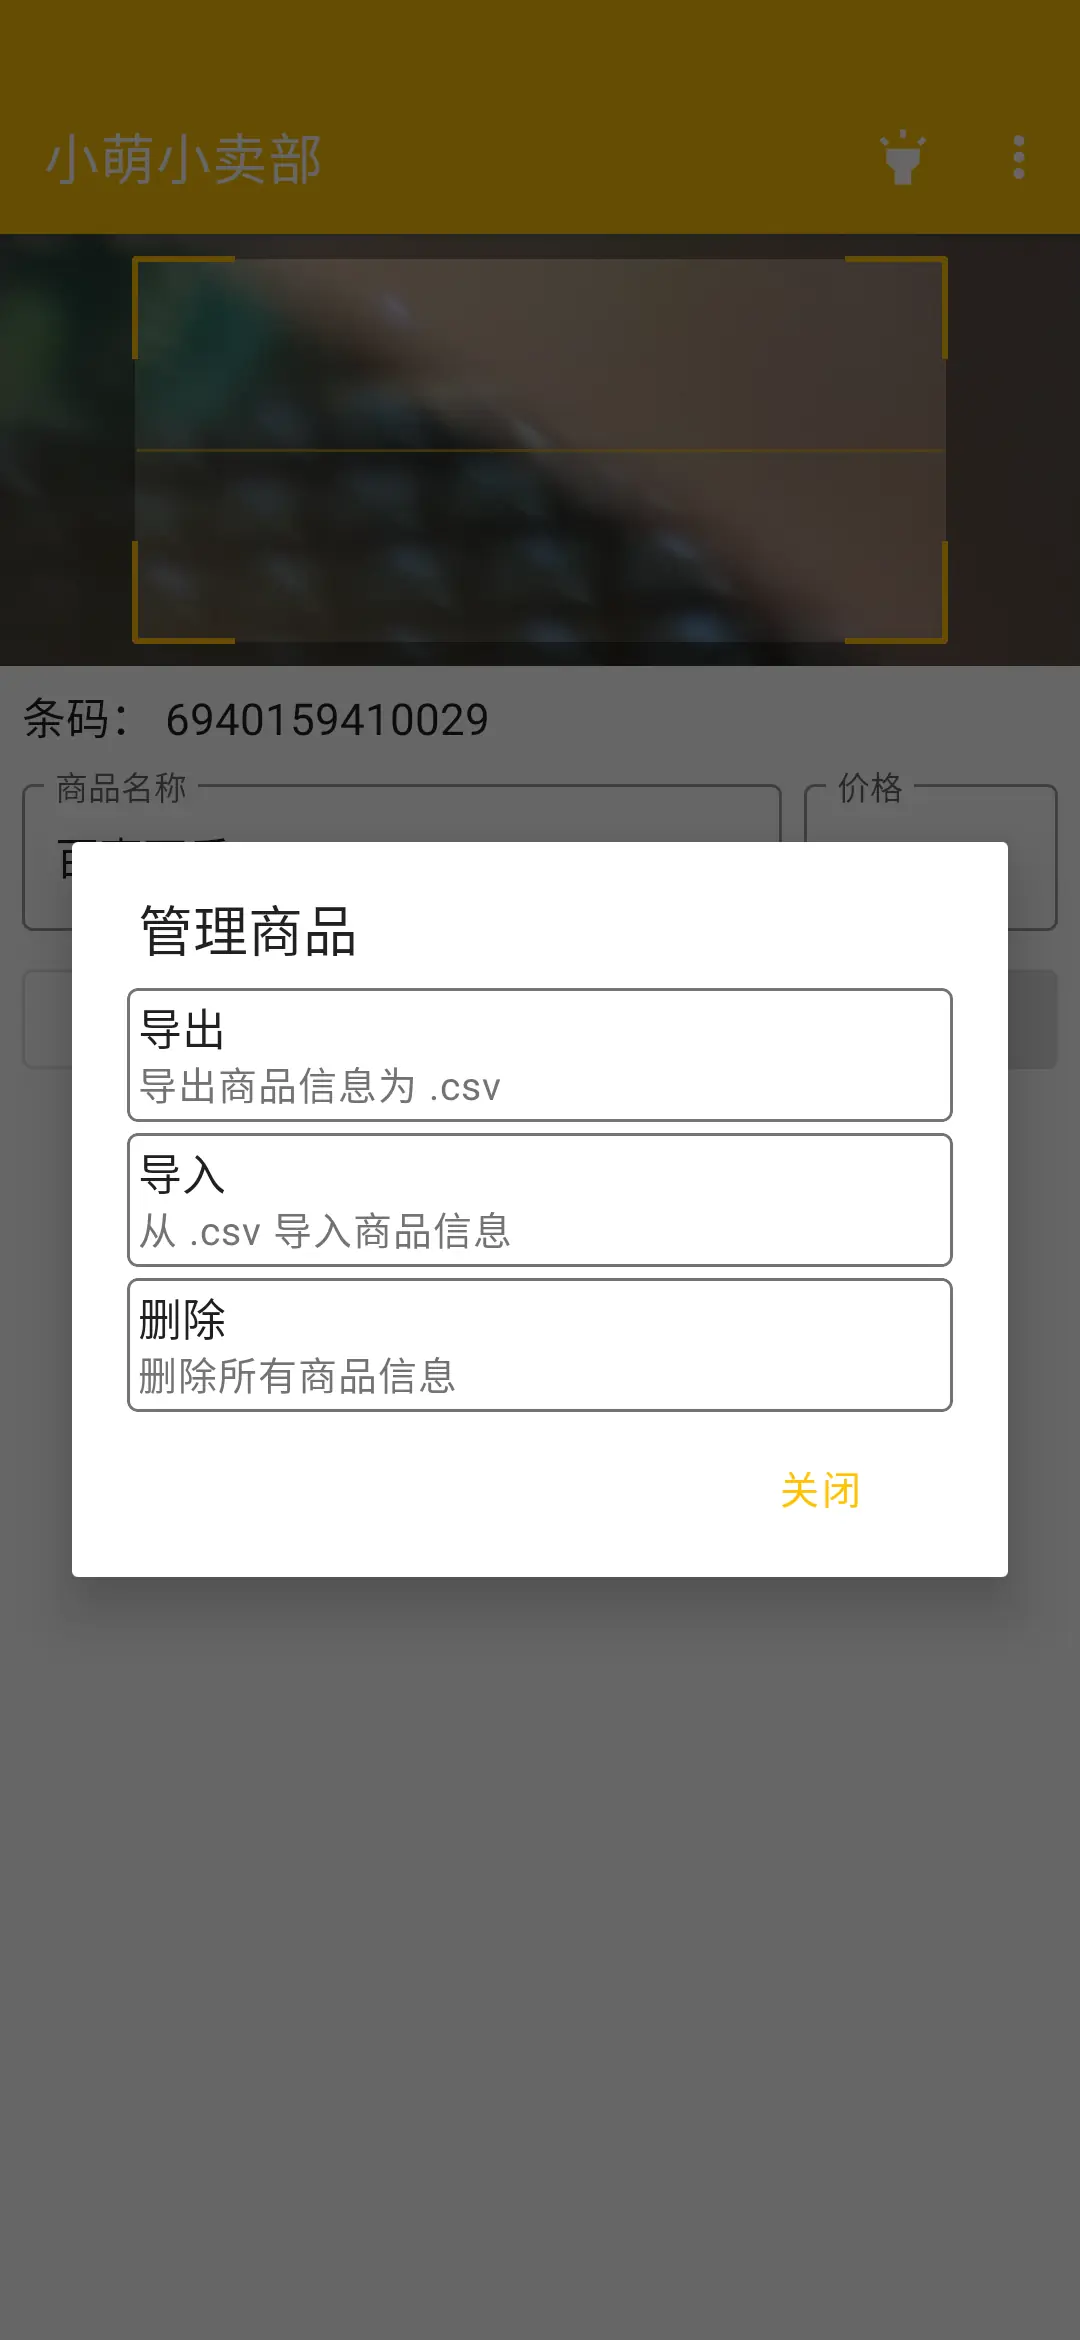 小萌小卖部
条码： 6940159410029
商品名称
价格
管理商品
导出
导出商品信息为 .csv
导入
从 .csv 导入商品信息
删除
删除所有商品信息
关闭